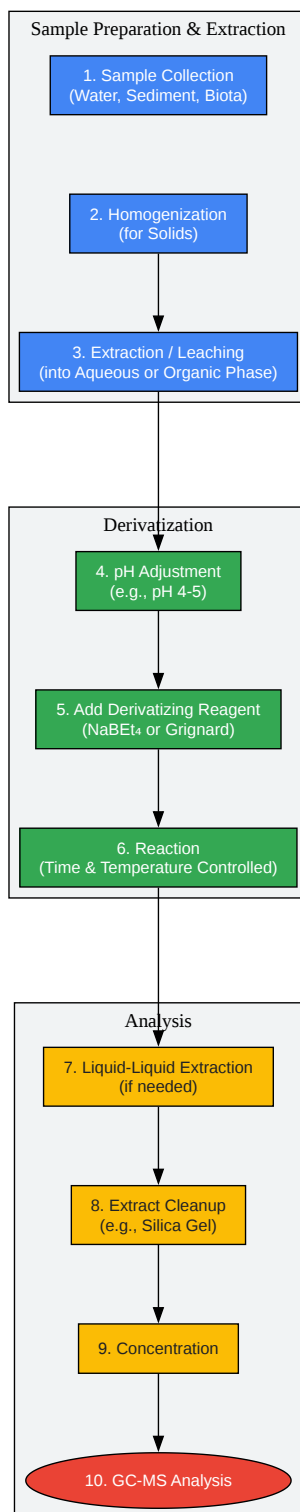 Sample Preparation & Extraction
1. Sample Collection
(Water, Sediment, Biota)
2. Homogenization
(for Solids)
3. Extraction / Leaching
(into Aqueous or Organic Phase)
Derivatization
4. pH Adjustment
(e.g., pH 4-5)
5. Add Derivatizing Reagent
(NaBEt₄ or Grignard)
6. Reaction
(Time & Temperature Controlled)
Analysis
7. Liquid-Liquid Extraction
(if needed)
8. Extract Cleanup
(e.g., Silica Gel)
9. Concentration
10. GC-MS Analysis